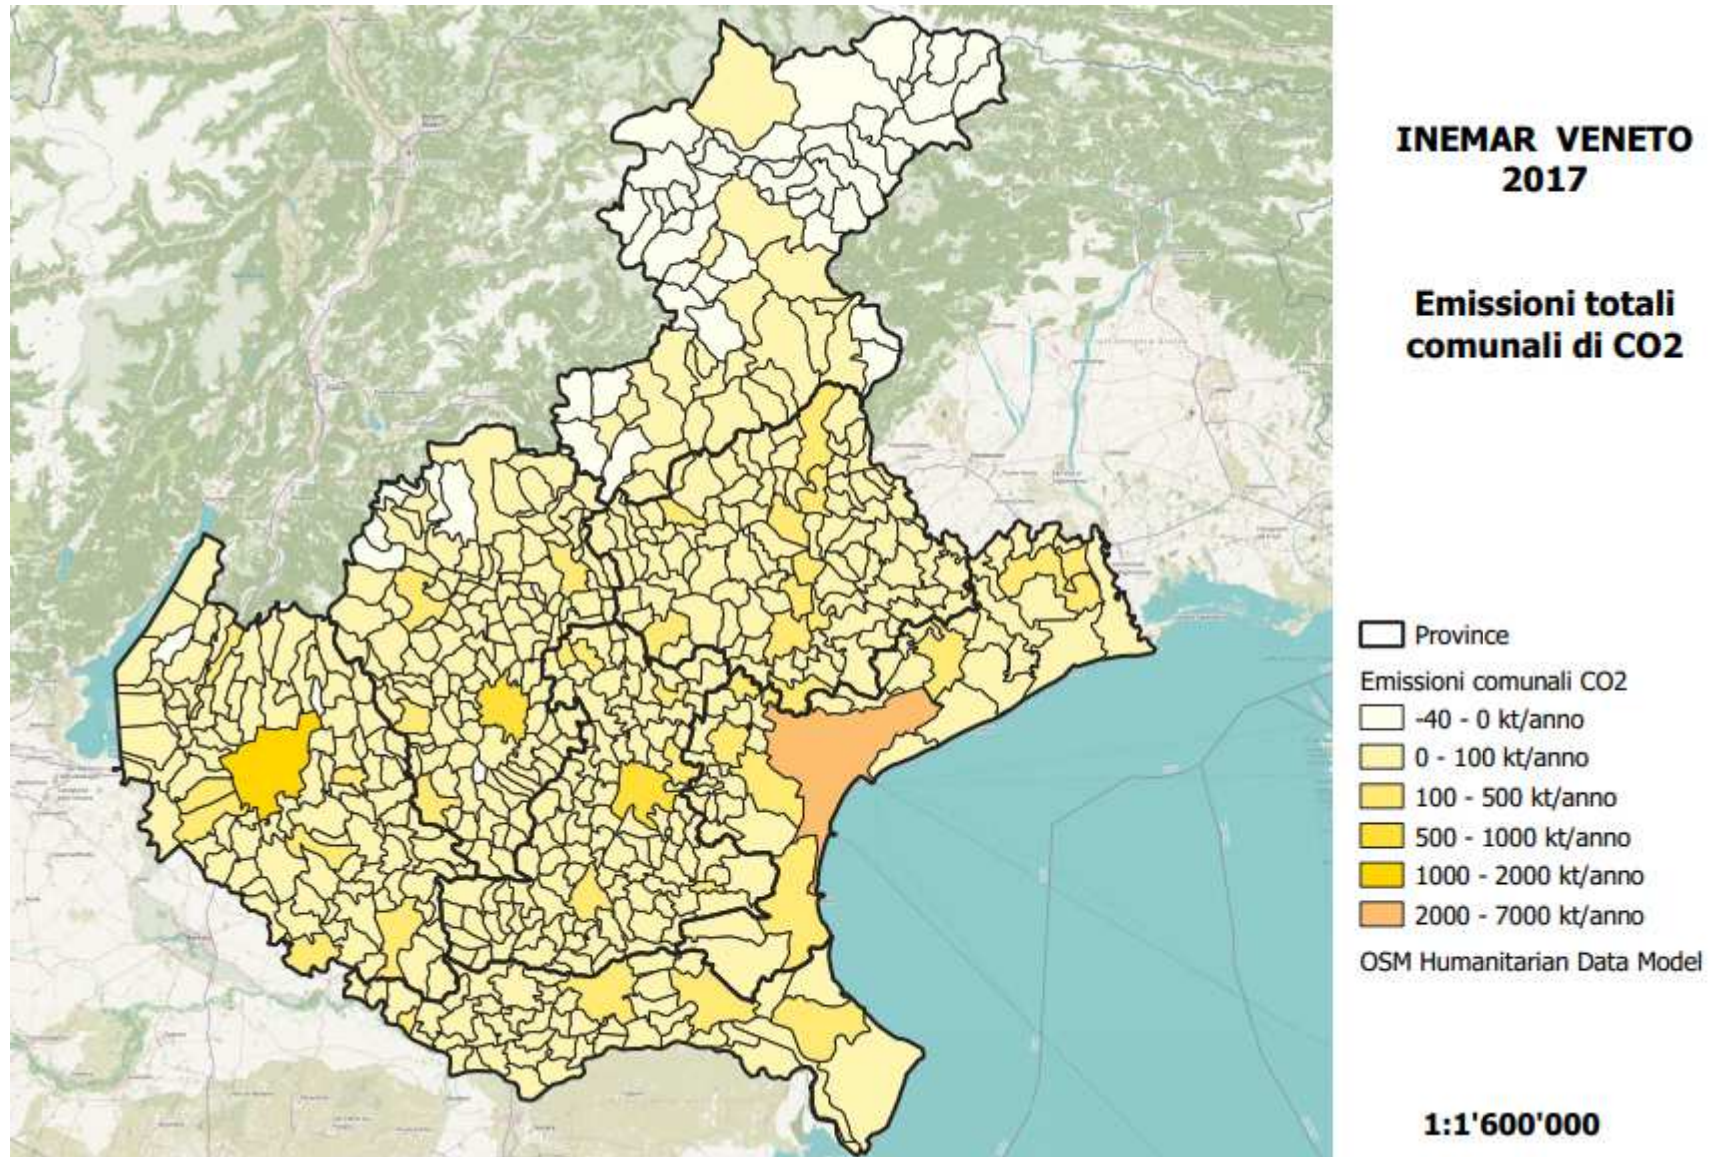 INEMAR VENETO
2017
Emissioni totali
comunali di CO2
Province
Emissioni comunali CO2
-40 - 0 kt/anno
0 - 100 kt/anno
100 - 500 kt/anno
500 - 1000 kt/anno
1000 - 2000 kt/anno
2000 - 7000 kt/anno
OSM Humanitarian Data Model
1:1'600'000